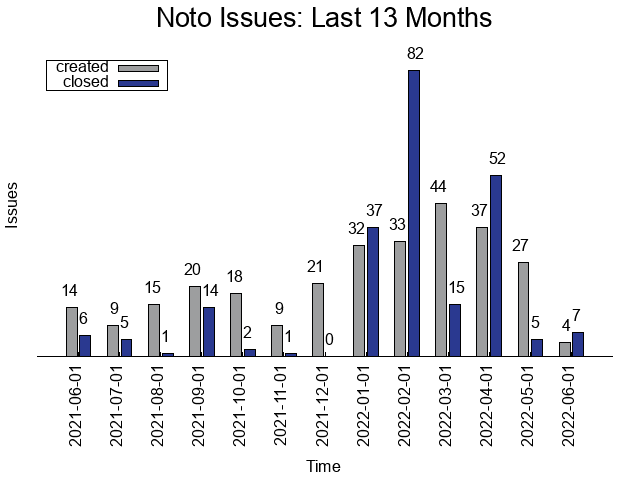 Noto Issues: Last 13 Months
created
closed
Issues
14 6 9 5 15 1 20 14 18 2 9 1 21 0 32 37 33 82 44 15 37 52 27 5 4 7
2021-06-01
2021-07-01
2021-08-01
2021-09-01
2021-10-01
2021-11-01
2021-12-01
2022-01-01
2022-02-01
2022-03-01
2022-04-01
2022-05-01
2022-06-01
Time